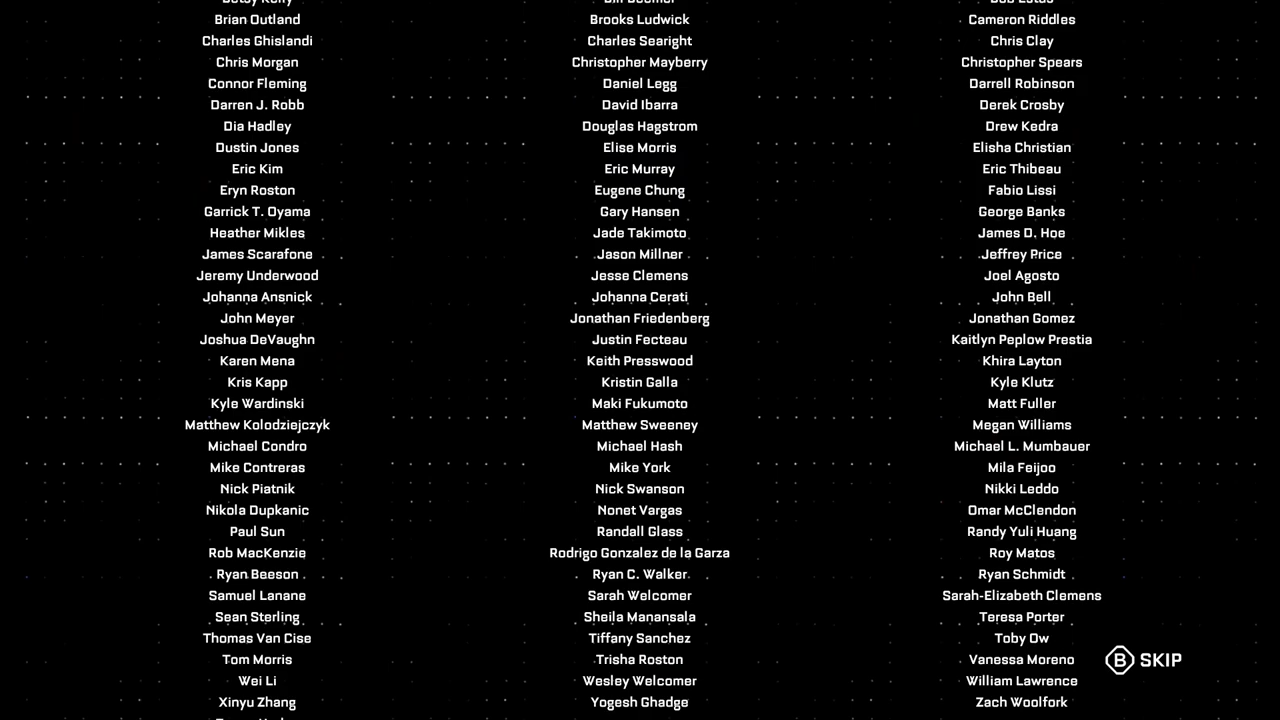 Brian Outland Brooks Ludwick Cameron Riddles
Charles Ghislandi Charles Searight Chris Clay
Chris Morgan Christopher Mayberry Christopher Spears
Connor Fleming Daniel Legg Darrell Robinson
Darren J. Robb David Ibarra Derek Crosby
Dia Hadley Douglas Hagstrom Drew Kedra
Dustin Jones Elise Morris Elisha Christian
Eric Kim Eric Murray Eric Thibeau
Eryn Roston Eugene Chung Fabio Lissi
Garrick T. Oyama Gary Hansen George Banks
Heather Mikles Jade Takimoto James D. Hoe
James Scarafone Jason Millner Jeffrey Price
Jeremy Underwood Jesse Clemens Joel Agosto
Johanna Ansnick Johanna Cerati John Bell
John Meyer Jonathan Friedenberg Jonathan Gomez
Joshua DeVaughn Justin Fecteau Kaitlyn Peplow Prestia
Karen Mena Keith Presswood Khira Layton
Kris Kapp Kristin Galla Kyle Klutz
Kyle Wardinski Maki Fukumoto Matt Fuller
Matthew Kolodziejczyk Matthew Sweeney Megan Williams
Michael Condro Michael Hash Michael L. Mumbauer
Mike Contreras Mike York Mila Feijoo
Nick Piatnik Nick Swanson Nikki Leddo
Nikola Dupkanic Nonet Vargas Omar McClendon
Paul Sun Randall Glass Randy Yuli Huang
Rob MacKenzie Rodrigo Gonzalez de la Garza Roy Matos
Ryan Beeson Ryan C. Walker Ryan Schmidt
Samuel Lanane Sarah Welcomer Sarah-Elizabeth Clemens
Sean Sterling Sheila Manansala Teresa Porter
Thomas Van Cise Tiffany Sanchez Toby Ow
Tom Morris Trisha Roston Vanessa Moreno
B SKIP
Wei Li Wesley Welcomer William Lawrence
Xinyu Zhang Yogesh Ghadge Zach Woolfork